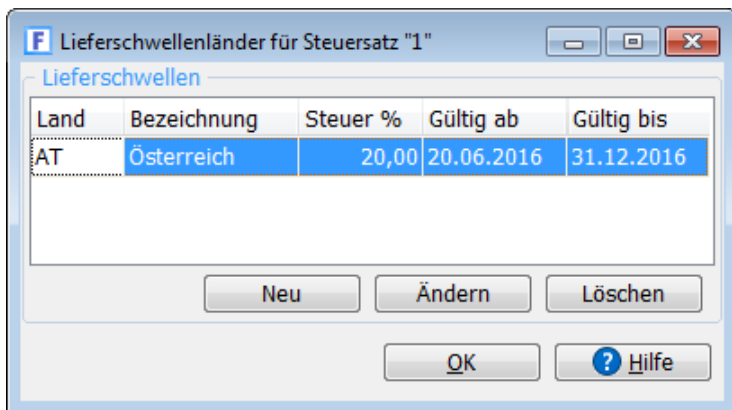 F Lieferschwellenländer für Steuersatz "1"
Lieferschwellen
Land Bezeichnung Steuer % Gültig ab Gültig bis
AT Österreich 20,00 20.06.2016 31.12.2016
Neu Ändern Löschen
OK ? Hilfe